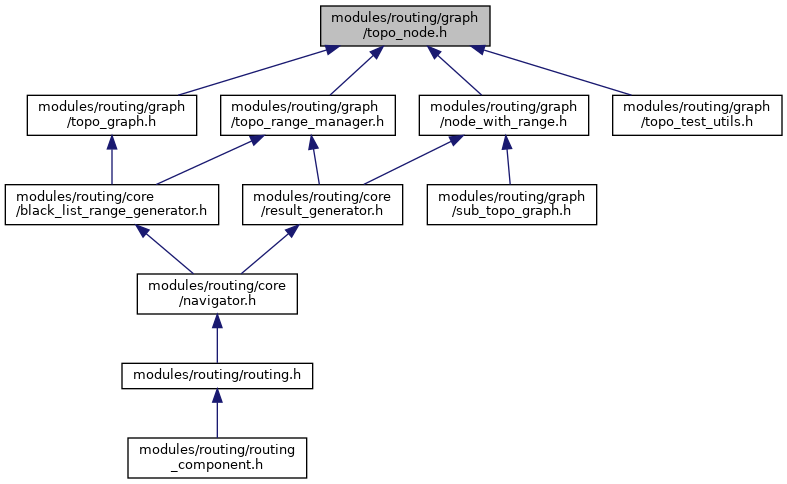 modules/routing/graph
/topo_node.h
modules/routing/graph
/topo_graph.h
modules/routing/graph
/topo_range_manager.h
modules/routing/graph
/node_with_range.h
modules/routing/graph
/topo_test_utils.h
modules/routing/core
/black_list_range_generator.h
modules/routing/core
/result_generator.h
modules/routing/graph
/sub_topo_graph.h
modules/routing/core
/navigator.h
modules/routing/routing.h
modules/routing/routing
_component.h